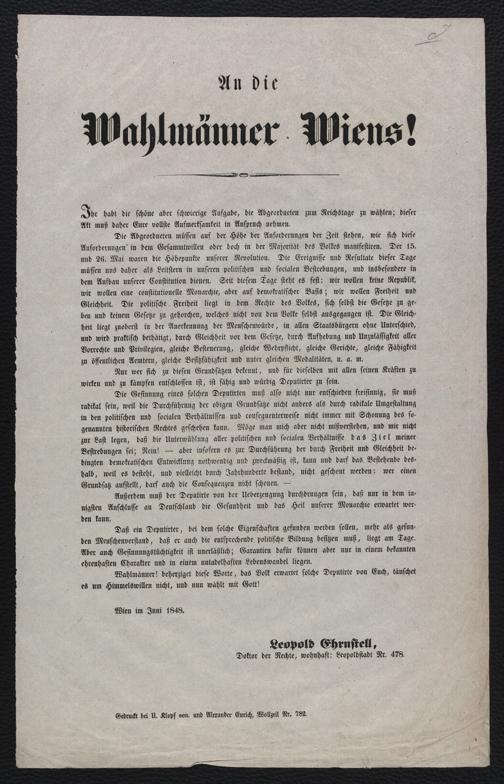 An die
Wahlmänner Wiens!
Ihr habt die schöne aber schwierige Aufgabe, die Abgeordneten zum Reichstage zu wählen; dieser
Akt muß daher Eure vollste Aufmerksamkeit in Anspruch nehmen.
Die Abgeordneten müssen auf der Höhe der Anforderungen der Zeit stehen, wie sich diese
Anforderungen in dem Gesammtwillen oder doch in der Majorität des Volkes manifestiren. Der 15.
und 26. Mai waren die Höhepunkte unserer Revolution. Die Ereignisse und Resultate dieser Tage
müssen uns daher als Leitstern in unseren politischen und socialen Bestrebungen, und insbesondere in
dem Aufbau unserer Constitution dienen. Seit diesem Tage steht es fest: wir wollen keine Republik,
wir wollen eine constitutionelle Monarchie, aber auf demokratischer Basis; wir wollen Freiheit und
Gleichheit. Die politische Freiheit liegt in dem Rechte des Volkes, sich selbst die Gesetze zu ge-
ben und keinem Gesetze zu gehorchen, welches nicht von dem Volke selbst ausgegangen ist. Die Gleich-
heit liegt zuoberst in der Anerkennung der Menschenwürde, in allen Staatsbürgern ohne Unterschied,
und wird praktisch bethätigt, durch Gleichheit vor dem Gesetze, durch Aufhebung und Unzulässigkeit aller
Vorrechte und Privilegien, gleiche Besteuerung, gleiche Wehrpflicht, gleiche Gerichte, gleiche Fähigkeit
zu öffentlichen Aemtern, gleiche Besitzfähigkeit und unter gleichen Modalitäten, u. a. m.
Nur wer sich zu diesen Grundsätzen bekennt, und für dieselben mit allen seinen Kräften zu
wirken und zu kämpfen entschlossen ist, ist fähig und würdig Deputirter zu sein.
Die Gesinnung eines solchen Deputirten muß also nicht nur entschieden freisinnig, sie muß
radikal sein, weil die Durchführung der obigen Grundsätze nicht anders als durch radikale Umgestaltung
in den politischen und socialen Verhältnissen und consequenterweise nicht immer mit Schonung des so-
genannten historischen Rechtes geschehen kann. Möge man mich aber nicht mißverstehen, und mir nicht
zur Last legen, daß die Unterwühlung aller politischen und socialen Verhältnisse das Ziel meiner
Bestrebungen sei; Nein! — aber insofern es zur Durchführung der durch Freiheit und Gleichheit be-
dingten demokratischen Entwicklung nothwendig und zweckmäßig ist, kann und darf das Bestehende des-
halb, weil es besteht, und vielleicht durch Jahrhunderte bestand, nicht geschont werden; wer einen
Grundsatz aufstellt, darf auch die Consequenzen nicht scheuen. —
Außerdem muß der Deputirte von der Ueberzeugung durchdrungen sein, daß nur in dem in-
nigsten Anschlusse an Deutschland die Gesundheit und das Heil unserer Monarchie erwartet wer-
den kann.
Daß ein Deputirter, bei dem solche Eigenschaften gefunden werden sollen, mehr als gesun-
den Menschenverstand, daß er auch die entsprechende politische Bildung besitzen muß, liegt am Tage.
Aber auch Gesinnungstüchtigkeit ist unerläßlich; Garantien dafür können aber nur in einem bekannten
ehrenhaften Charakter und in einem untadelhaften Lebenswandel liegen.
Wahlmänner! beherziget diese Worte, das Volk erwartet solche Deputirte von Euch, täuschet
es um Himmelswillen nicht, und nun wählt mit Gott!
Wien im Juni 1848.
Leopold Ehrnstell,
Doktor der Rechte, wohnhaft: Leopoldstadt Nr. 478.
Gedruckt bei U. Klopf sen. und Alexander Eurich, Wollzeil Nr. 782.